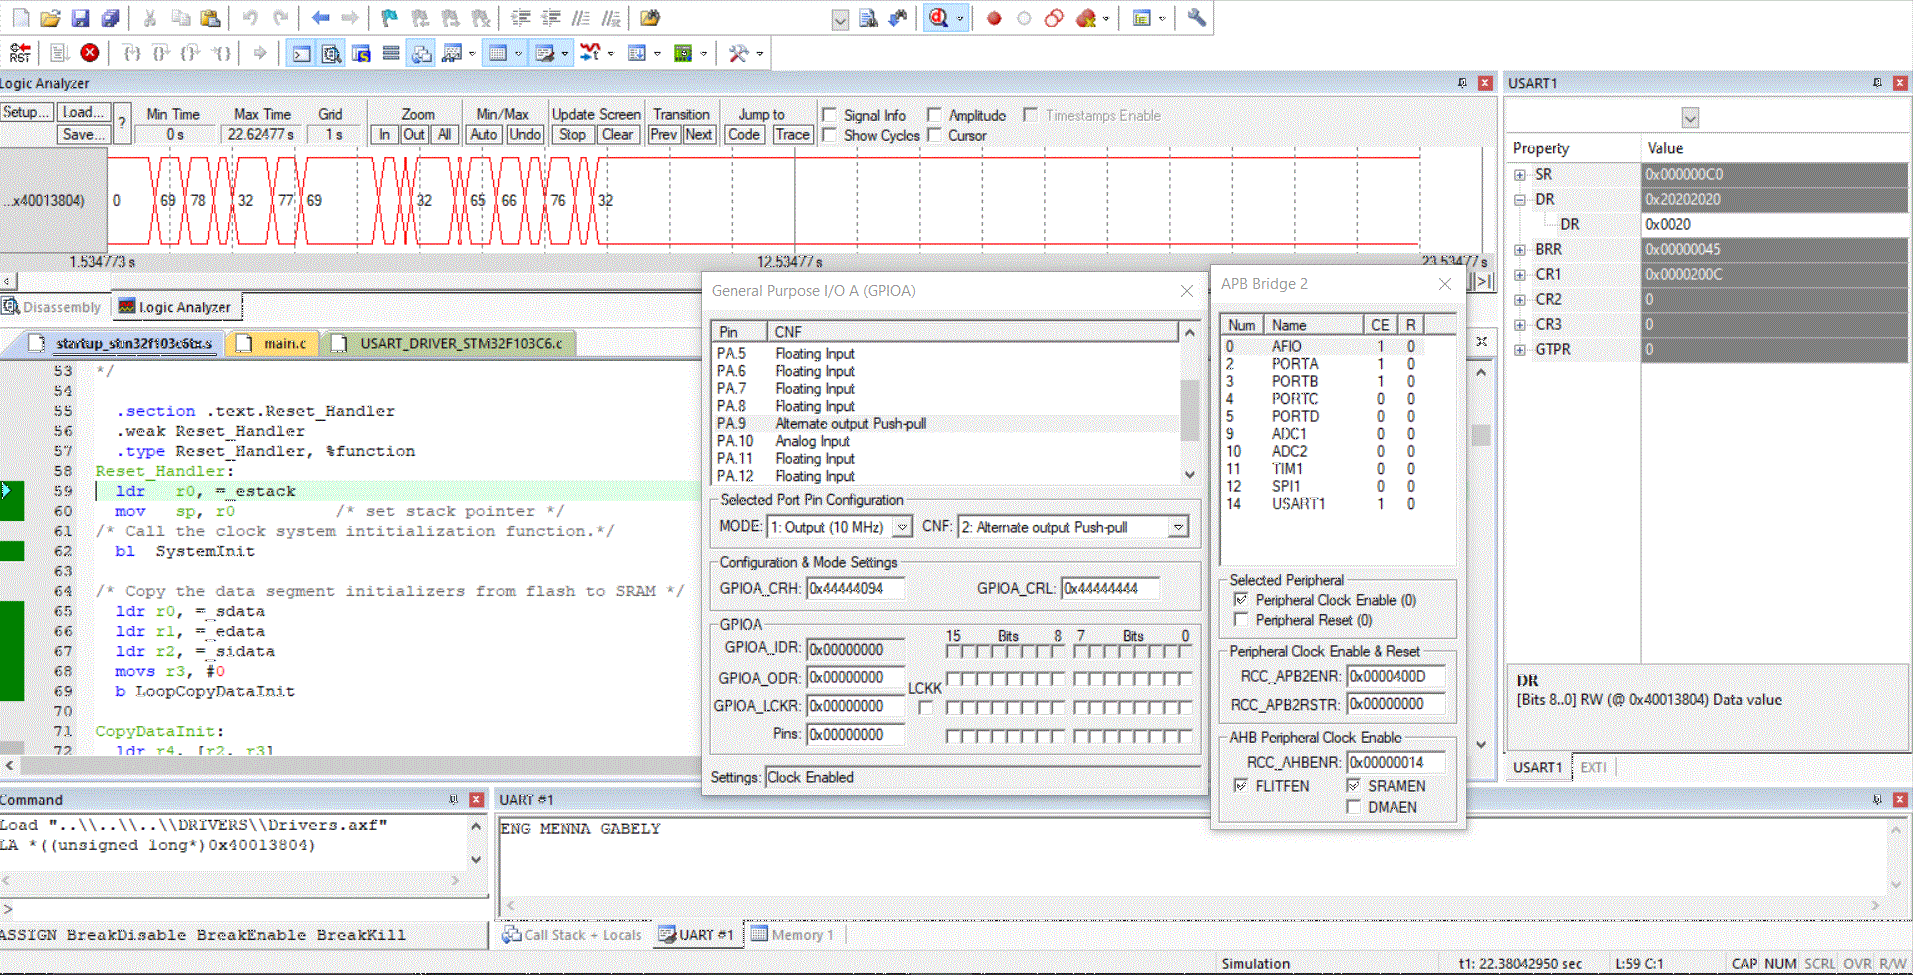 RST
Logic Analyzer
Setup... Load... ? Min Time Max Time Grid Zoom Min/Max Update Screen Transition Jump to Signal Info Amplitude Timestamps Enable
Save... 0 s 22.62477 s 1 s In Out All Auto Undo Stop Clear Prev Next Code Trace Show Cycles Cursor
...x40013804) 0 69 78 32 77 69 32 65 66 76 32
1.534773 s 12.53477 s 23.53477 s
Disassembly Logic Analyzer
startup_stm32f103c6tx.s main.c USART_DRIVER_STM32F103C6.c
53 */
54
55 .section .text.Reset_Handler
56 .weak Reset_Handler
57 .type Reset_Handler, %function
58 Reset_Handler:
59 ldr r0, =_estack
60 mov sp, r0 /* set stack pointer */
61 /* Call the clock system intitialization function.*/
62 bl SystemInit
63
64 /* Copy the data segment initializers from flash to SRAM */
65 ldr r0, =_sdata
66 ldr r1, =_edata
67 ldr r2, =_sidata
68 movs r3, #0
69 b LoopCopyDataInit
70
71 CopyDataInit:
72 ldr r4, [r2, r3]
General Purpose I/O A (GPIOA)
Pin CNF
PA.5 Floating Input
PA.6 Floating Input
PA.7 Floating Input
PA.8 Floating Input
PA.9 Alternate output Push-pull
PA.10 Analog Input
PA.11 Floating Input
PA.12 Floating Input
Selected Port Pin Configuration
MODE: 1: Output (10 MHz) CNF: 2: Alternate output Push-pull
Configuration & Mode Settings
GPIOA_CRH: 0x44444094 GPIOA_CRL: 0x44444444
GPIOA
15 Bits 8 7 Bits 0
GPIOA_IDR: 0x00000000
GPIOA_ODR: 0x00000000
LCKK
GPIOA_LCKR: 0x00000000
Pins: 0x00000000
Settings: Clock Enabled
APB Bridge 2
Num Name CE R
0 AFIO 1 0
2 PORTA 1 0
3 PORTB 1 0
4 PORTC 0 0
5 PORTD 0 0
9 ADC1 0 0
10 ADC2 0 0
11 TIM1 0 0
12 SPI1 0 0
14 USART1 1 0
Selected Peripheral
Peripheral Clock Enable (0)
Peripheral Reset (0)
Peripheral Clock Enable & Reset
RCC_APB2ENR: 0x0000400D
RCC_APB2RSTR: 0x00000000
AHB Peripheral Clock Enable
RCC_AHBENR: 0x00000014
FLITFEN SRAMEN
DMAEN
USART1
Property Value
SR 0x000000C0
DR 0x20202020
DR 0x0020
BRR 0x00000045
CR1 0x0000200C
CR2 0
CR3 0
GTPR 0
DR
[Bits 8..0] RW (@ 0x40013804) Data value
USART1 EXTI
Command
Load "..\\..\\..\\DRIVERS\\Drivers.axf"
LA *((unsigned long*)0x40013804)
>
ASSIGN BreakDisable BreakEnable BreakKill
UART #1
ENG MENNA GABELY
Call Stack + Locals UART #1 Memory 1
Simulation t1: 22.38042950 sec L:59 C:1 CAP NUM SCRL OVR R/W